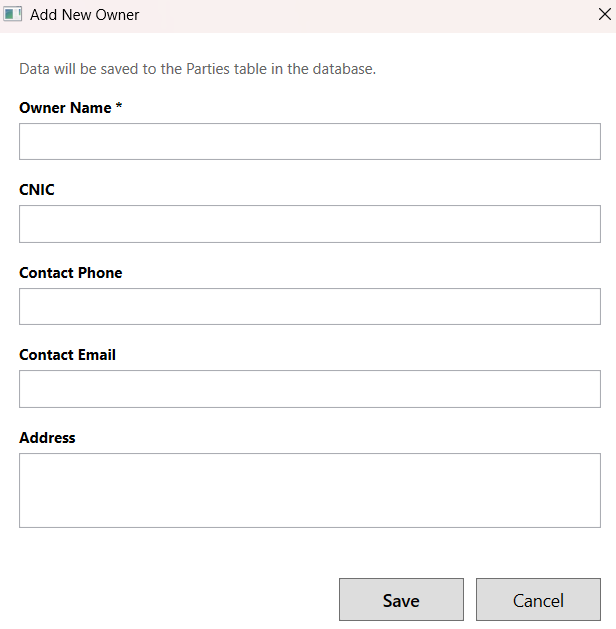 Add New Owner
Data will be saved to the Parties table in the database.
Owner Name *
CNIC
Contact Phone
Contact Email
Address
Save
Cancel